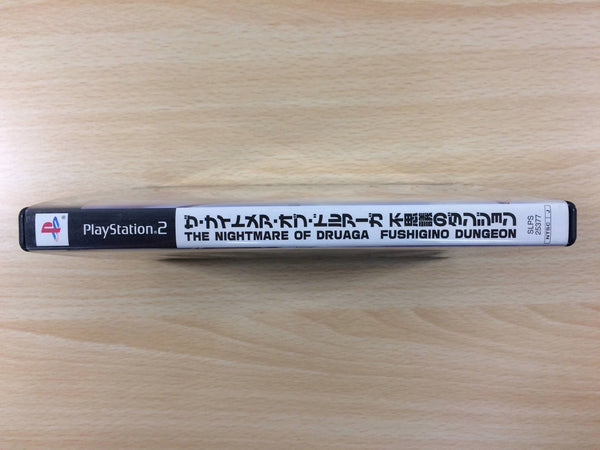 PlayStation®2
ザ・ナイトメア・オブ・ドルアーガ 不思議のダンジョン
THE NIGHTMARE OF DRUAGA FUSHIGINO DUNGEON
SLPS
25377
NTSC J